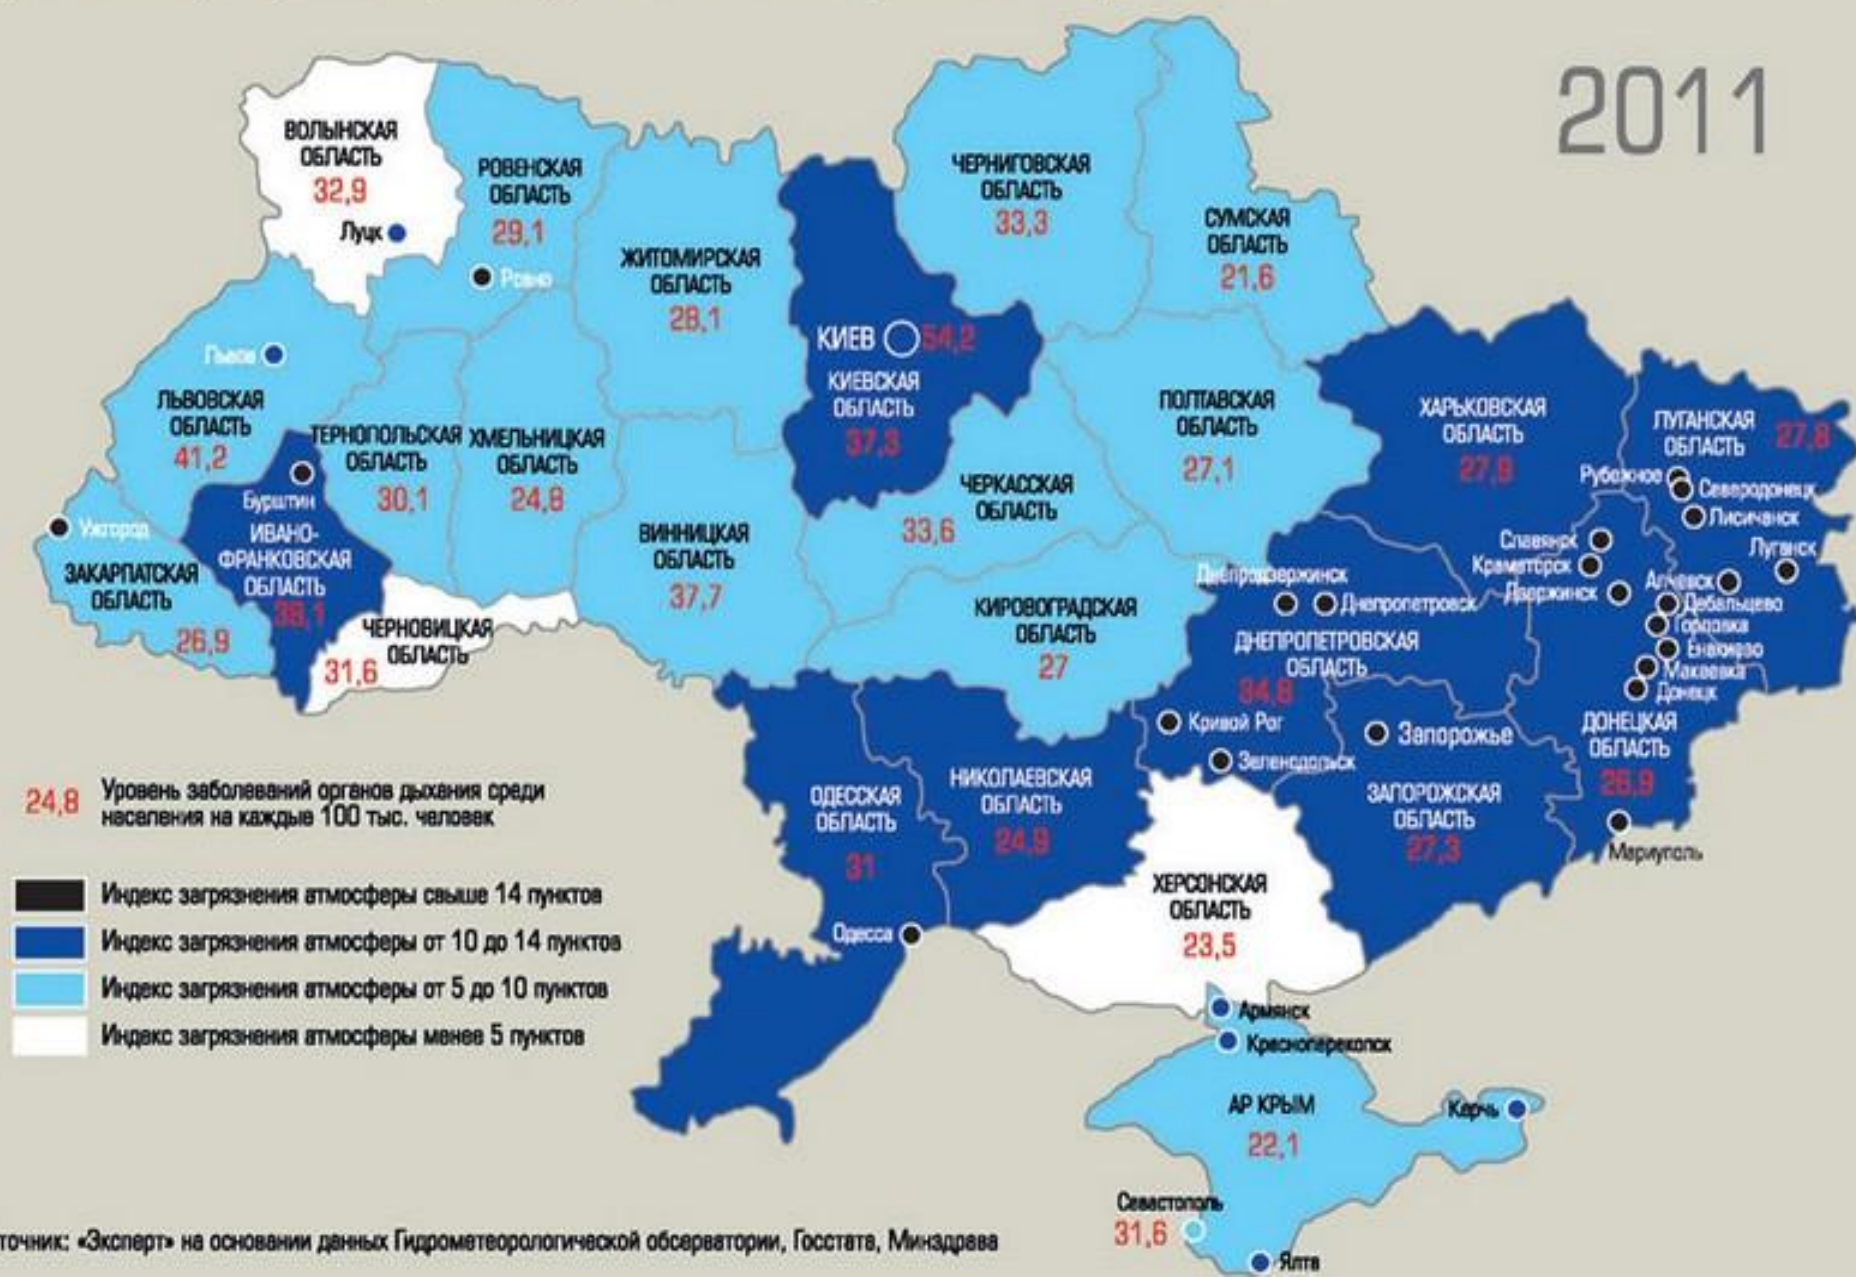 2011
ВОЛЫНСКАЯ
ОБЛАСТЬ
32,9
Луцк
РОВЕНСКАЯ
ОБЛАСТЬ
29,1
Ровно
ЖИТОМИРСКАЯ
ОБЛАСТЬ
28,1
КИЕВ 54,2
КИЕВСКАЯ
ОБЛАСТЬ
37,3
ЧЕРНИГОВСКАЯ
ОБЛАСТЬ
33,3
СУМСКАЯ
ОБЛАСТЬ
21,6
Львов
ЛЬВОВСКАЯ
ОБЛАСТЬ
41,2
ТЕРНОПОЛЬСКАЯ
ОБЛАСТЬ
30,1
ХМЕЛЬНИЦКАЯ
ОБЛАСТЬ
24,8
ПОЛТАВСКАЯ
ОБЛАСТЬ
27,1
ХАРЬКОВСКАЯ
ОБЛАСТЬ
27,9
ЛУГАНСКАЯ
ОБЛАСТЬ 27,8
Рубежное
Северодонецк
Лисичанск
Луганск
Алчевск
Бурштин
ИВАНО-
ФРАНКОВСКАЯ
ОБЛАСТЬ
38,1
Ужгород
ЗАКАРПАТСКАЯ
ОБЛАСТЬ
26,9
ЧЕРНОВИЦКАЯ
ОБЛАСТЬ
31,6
ВИННИЦКАЯ
ОБЛАСТЬ
37,7
ЧЕРКАССКАЯ
ОБЛАСТЬ
33,6
КИРОВОГРАДСКАЯ
ОБЛАСТЬ
27
Днепродзержинск
Днепропетровск
ДНЕПРОПЕТРОВСКАЯ
ОБЛАСТЬ
34,8
Кривой Рог
Зеленодольск
Славянск
Краматорск
Дзержинск
Дебальцево
Горловка
Енакиево
Макеевка
Донецк
ДОНЕЦКАЯ
ОБЛАСТЬ
26,9
Мариуполь
Запорожье
ЗАПОРОЖСКАЯ
ОБЛАСТЬ
27,3
ОДЕССКАЯ
ОБЛАСТЬ
31
Одесса
НИКОЛАЕВСКАЯ
ОБЛАСТЬ
24,9
ХЕРСОНСКАЯ
ОБЛАСТЬ
23,5
Армянск
Красноперекопск
АР КРЫМ
22,1
Керчь
Севастополь
31,6
Ялта
24,8 Уровень заболеваний органов дыхания среди
населения на каждые 100 тыс. человек
Индекс загрязнения атмосферы свыше 14 пунктов
Индекс загрязнения атмосферы от 10 до 14 пунктов
Индекс загрязнения атмосферы от 5 до 10 пунктов
Индекс загрязнения атмосферы менее 5 пунктов
точник: «Эксперт» на основании данных Гидрометеорологической обсерватории, Госстата, Минздрава